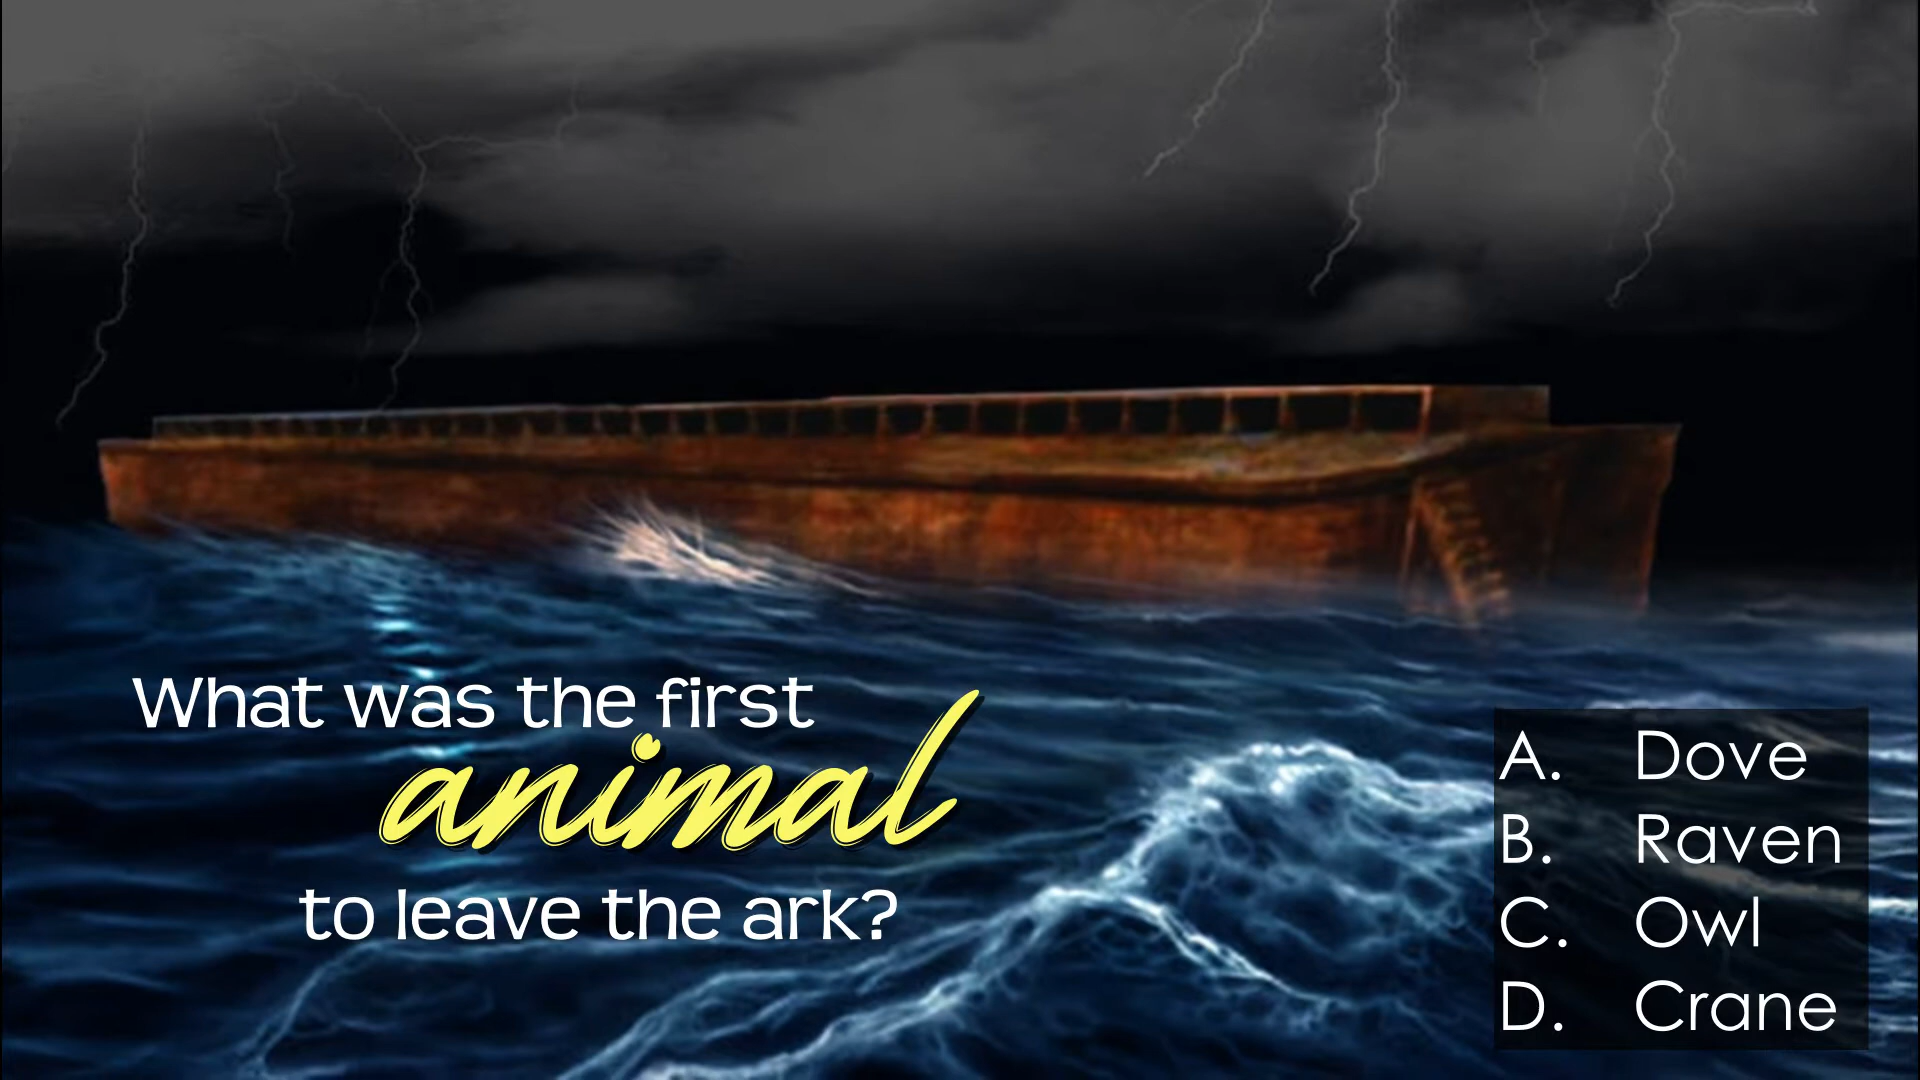 What was the first
animal
to leave the ark?
A. Dove
B. Raven
C. Owl
D. Crane